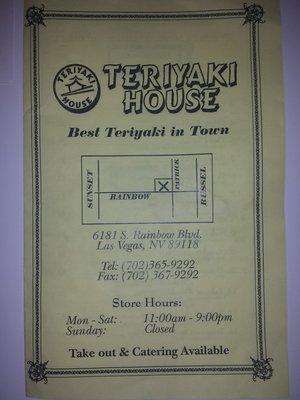 TERIYAKI
HOUSE
TERIYAKI
HOUSE
Best Teriyaki in Town
SUNSET
RAINBOW
PATRICK
RUSSEL
6181 S. Rainbow Blvd.
Las Vegas, NV 89118
Tel: (702)365-9292
Fax: (702) 367-9292
Store Hours:
Mon - Sat: 11:00am - 9:00pm
Sunday: Closed
Take out & Catering Available